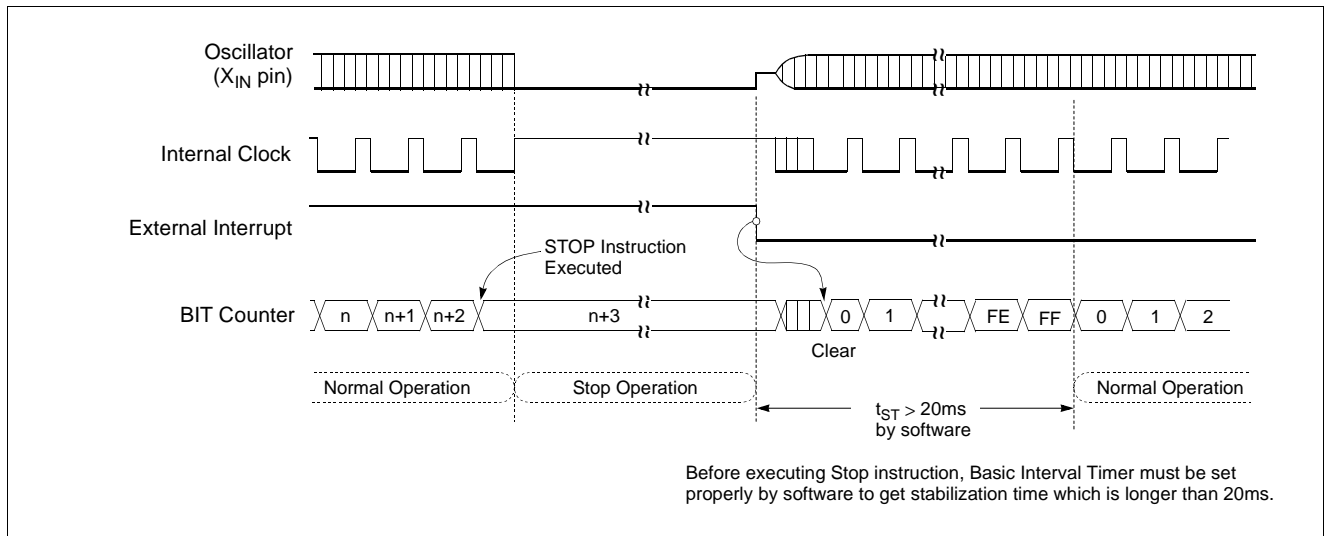 Oscillator
(XIN pin)
Internal Clock
External Interrupt
STOP Instruction
Executed
BIT Counter
n n+1 n+2 n+3 0 1 FE FF 0 1 2
Clear
Normal Operation Stop Operation Normal Operation
tST > 20ms
by software
Before executing Stop instruction, Basic Interval Timer must be set
properly by software to get stabilization time which is longer than 20ms.